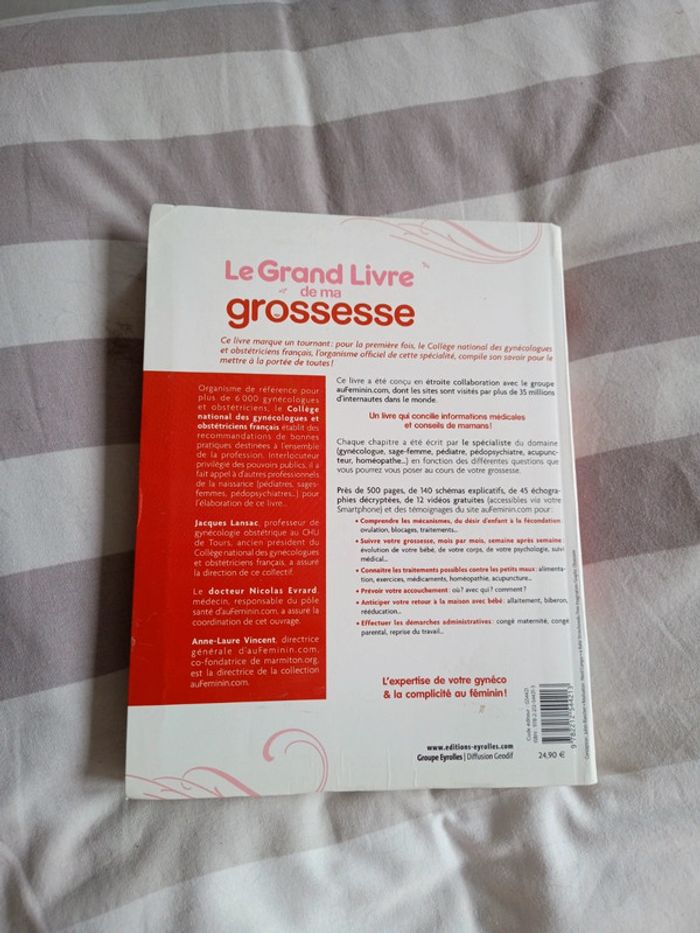 Le Grand Livre
de ma
grossesse
Ce livre marque un tournant : pour la première fois, le Collège national des gynécologues
et obstétriciens français, l'organisme officiel de cette spécialité, compile son savoir pour le
mettre à la portée de toutes !
Organisme de référence pour
plus de 6 000 gynécologues
et obstétriciens, le Collège
national des gynécologues et
obstétriciens français établit des
recommandations de bonnes
pratiques destinées à l'ensemble
de la profession. Interlocuteur
privilégié des pouvoirs publics, il a
fait appel à d'autres professionnels
de la naissance (pédiatres, sages-
femmes, pédopsychiatres...) pour
l'élaboration de ce livre.
Jacques Lansac, professeur de
gynécologie obstétrique au CHU
de Tours, ancien président du
Collège national des gynécologues
et obstétriciens français, a assuré
la direction de ce collectif.
Le docteur Nicolas Evrard,
médecin, responsable du pôle
santé d'auFeminin.com, a assuré la
coordination de cet ouvrage.
Anne-Laure Vincent, directrice
générale d'auFeminin.com,
co-fondatrice de marmiton.org,
est la directrice de la collection
auFeminin.com.
Ce livre a été conçu en étroite collaboration avec le groupe
auFeminin.com, dont les sites sont visités par plus de 35 millions
d'internautes dans le monde.
Un livre qui concilie informations médicales
et conseils de mamans !
Chaque chapitre a été écrit par le spécialiste du domaine
(gynécologue, sage-femme, pédiatre, pédopsychiatre, acupunc-
teur, homéopathe...) en fonction des différentes questions que
vous pourrez vous poser au cours de votre grossesse.
Près de 500 pages, de 140 schémas explicatifs, de 45 échogra-
phies décryptées, de 12 vidéos gratuites (accessibles via votre
Smartphone) et des témoignages du site auFeminin.com pour :
• Comprendre les mécanismes, du désir d'enfant à la fécondation :
ovulation, blocages, traitements...
• Suivre votre grossesse, mois par mois, semaine après semaine :
évolution de votre bébé, de votre corps, de votre psychologie, suivi
médical...
• Connaître les traitements possibles contre les petits maux : alimen-
tation, exercices, médicaments, homéopathie, acupuncture...
• Prévoir votre accouchement : où ? avec qui ? comment ?
• Anticiper votre retour à la maison avec bébé : allaitement, biberon,
rééducation...
• Effectuer les démarches administratives : congé maternité, congé
parental, reprise du travail...
L'expertise de votre gynéco
& la complicité au féminin !
www.editions-eyrolles.com
Groupe Eyrolles | Diffusion Geodif
Code éditeur : G54421
ISBN : 978-2-212-54421-3
9 782212 544213
24,90 €